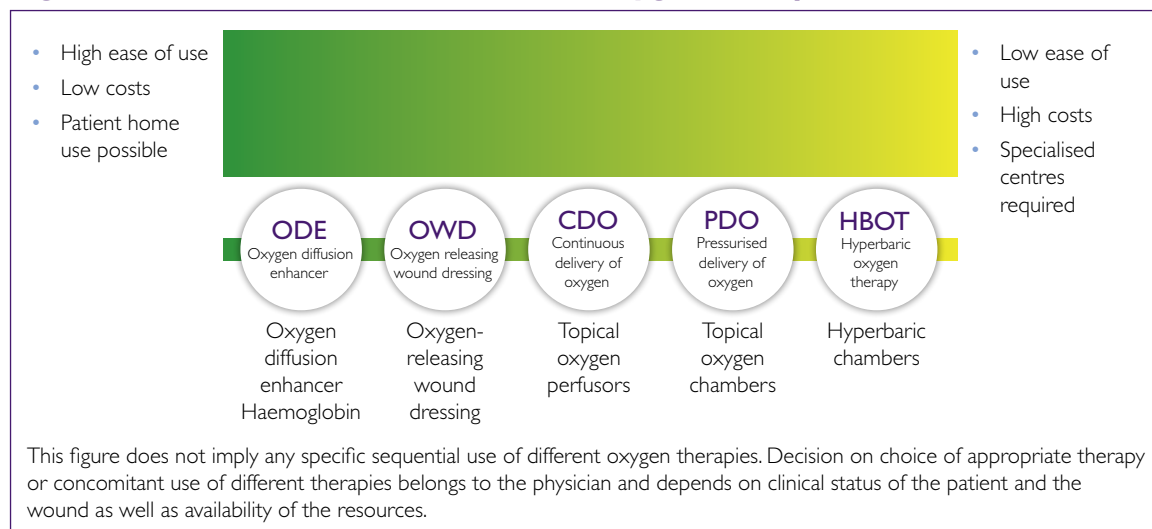 • High ease of use
• Low costs
• Patient home
use possible
• Low ease of
use
• High costs
• Specialised
centres
required
ODE
Oxygen diffusion
enhancer
OWD
Oxygen releasing
wound dressing
CDO
Continuous
delivery of
oxygen
PDO
Pressurised
delivery of
oxygen
HBOT
Hyperbaric
oxygen
therapy
Oxygen
diffusion
enhancer
Haemoglobin
Oxygen-
releasing
wound
dressing
Topical
oxygen
perfusors
Topical
oxygen
chambers
Hyperbaric
chambers
This figure does not imply any specific sequential use of different oxygen therapies. Decision on choice of appropriate therapy
or concomitant use of different therapies belongs to the physician and depends on clinical status of the patient and the
wound as well as availability of the resources.